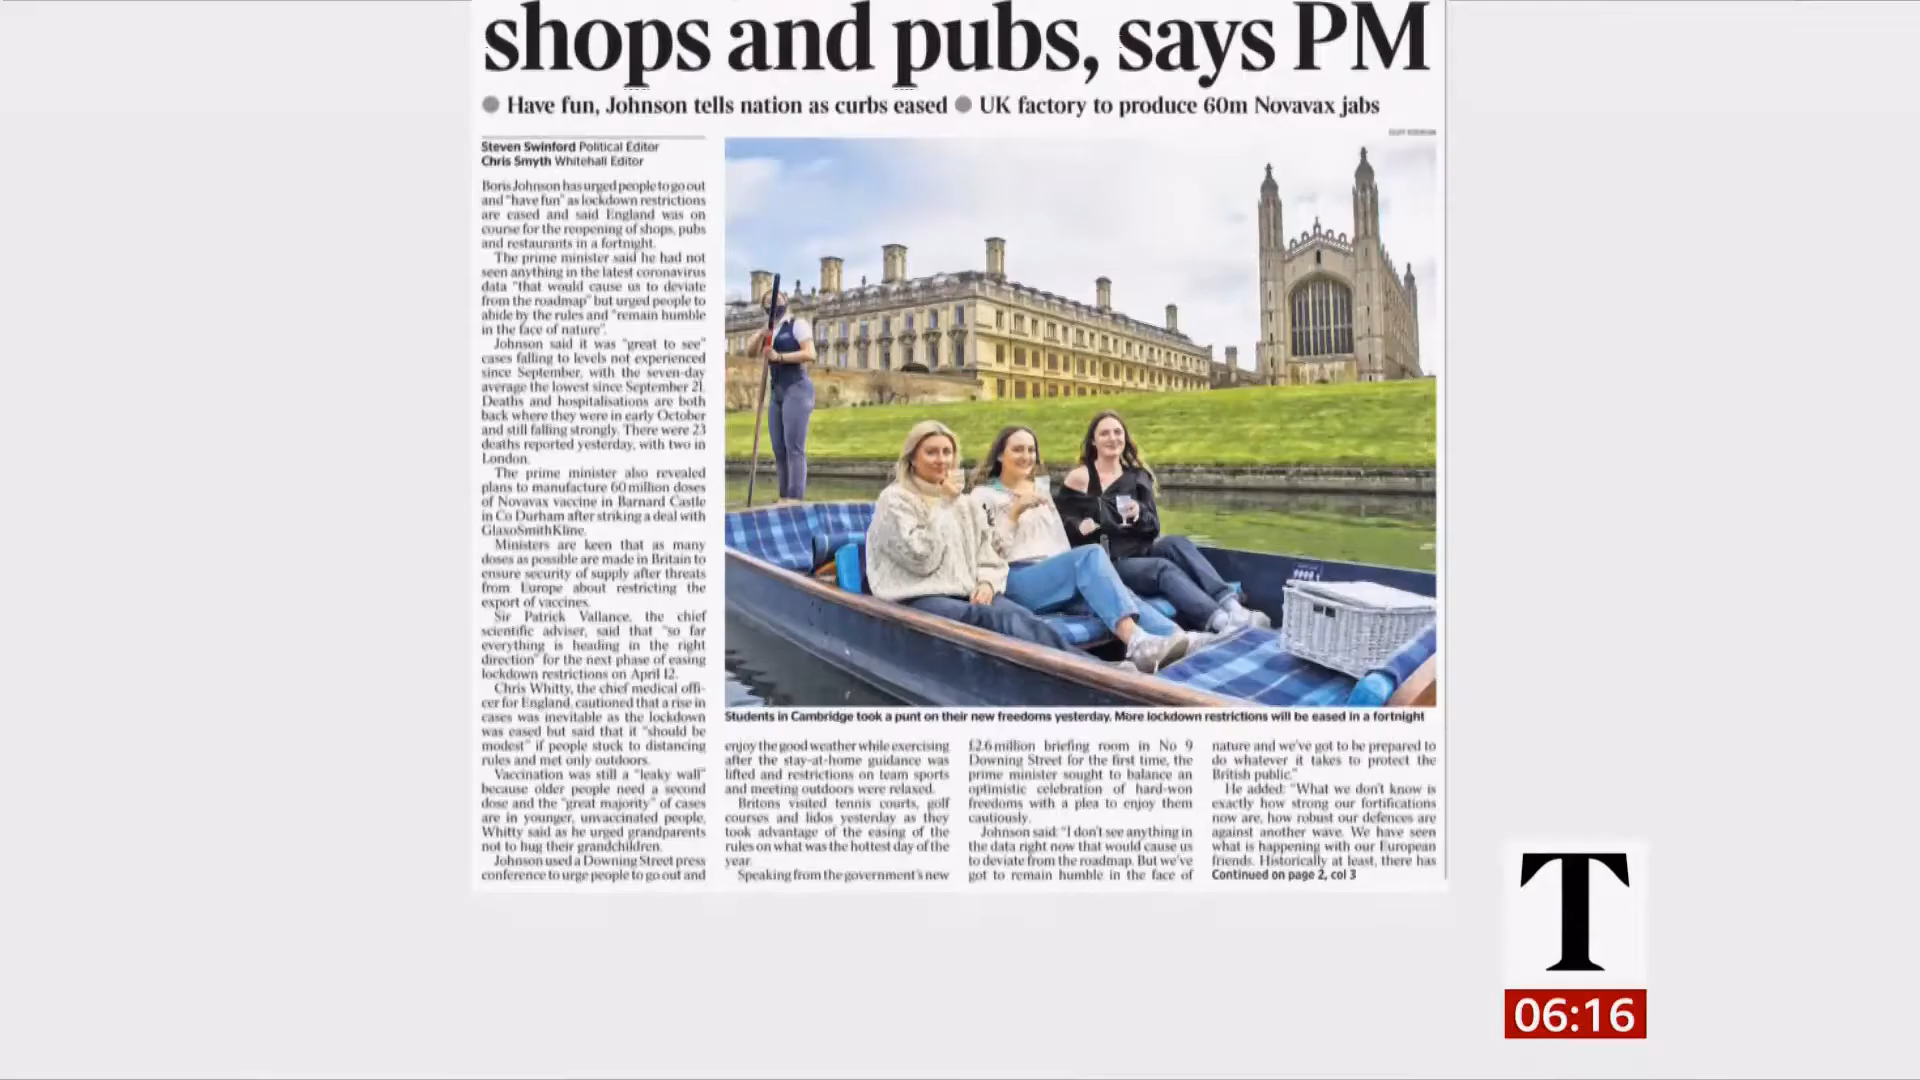 shops and pubs, says PM
Have fun, Johnson tells nation as curbs eased UK factory to produce 60m Novavax jabs
Steven Swinford Political Editor
Chris Smyth Whitehall Editor
Boris Johnson has urged people to go out
and "have fun" as lockdown restrictions
are eased and said England was on
course for the reopening of shops, pubs
and restaurants in a fortnight.
The prime minister said he had not
seen anything in the latest coronavirus
data "that would cause us to deviate
from the roadmap" but urged people to
abide by the rules and "remain humble
in the face of nature".
Johnson said it was "great to see"
cases falling to levels not experienced
since September, with the seven-day
average the lowest since September 21.
Deaths and hospitalisations are both
back where they were in early October
and still falling strongly. There were 23
deaths reported yesterday, with two in
London.
The prime minister also revealed
plans to manufacture 60 million doses
of Novavax vaccine in Barnard Castle
in Co Durham after striking a deal with
GlaxoSmithKline.
Ministers are keen that as many
doses as possible are made in Britain to
ensure security of supply after threats
from Europe about restricting the
export of vaccines.
Sir Patrick Vallance, the chief
scientific adviser, said that "so far
everything is heading in the right
direction" for the next phase of easing
lockdown restrictions on April 12.
Chris Whitty, the chief medical offi-
cer for England, cautioned that a rise in
cases was inevitable as the lockdown
was eased but said that it "should be
modest" if people stuck to distancing
rules and met only outdoors.
Vaccination was still a "leaky wall"
because older people need a second
dose and the "great majority" of cases
are in younger, unvaccinated people,
Whitty said as he urged grandparents
not to hug their grandchildren.
Johnson used a Downing Street press
conference to urge people to go out and
Students in Cambridge took a punt on their new freedoms yesterday. More lockdown restrictions will be eased in a fortnight
enjoy the good weather while exercising
after the stay-at-home guidance was
lifted and restrictions on team sports
and meeting outdoors were relaxed.
Britons visited tennis courts, golf
courses and lidos yesterday as they
took advantage of the easing of the
rules on what was the hottest day of the
year.
Speaking from the government's new
£2.6 million briefing room in No 9
Downing Street for the first time, the
prime minister sought to balance an
optimistic celebration of hard-won
freedoms with a plea to enjoy them
cautiously.
Johnson said: "I don't see anything in
the data right now that would cause us
to deviate from the roadmap. But we've
got to remain humble in the face of
nature and we've got to be prepared to
do whatever it takes to protect the
British public."
He added: "What we don't know is
exactly how strong our fortifications
now are, how robust our defences are
against another wave. We have seen
what is happening with our European
friends. Historically at least, there has
Continued on page 2, col 3
T
06:16